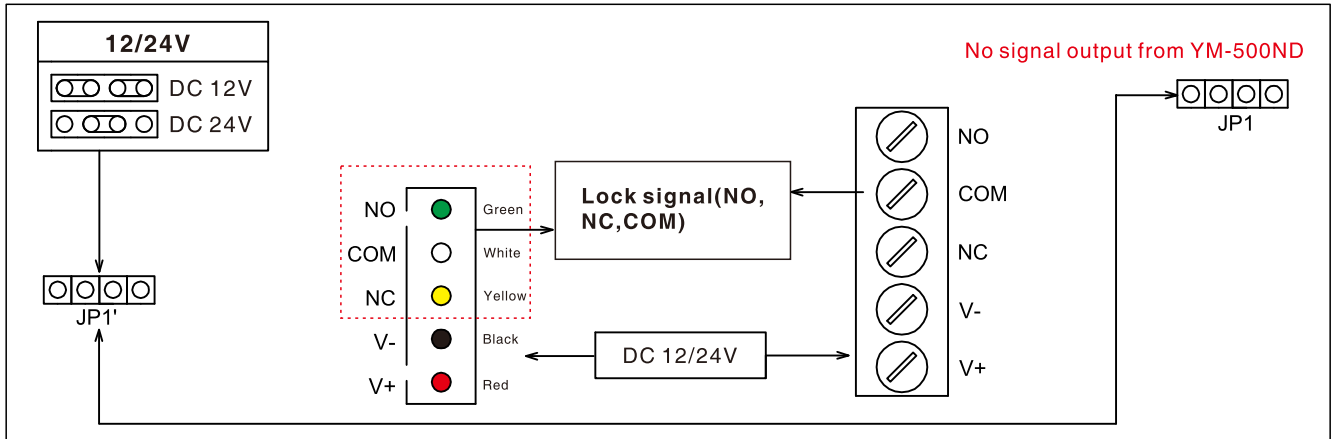 12/24V
DC 12V
DC 24V
No signal output from YM-500ND
JP1
JP1'
NO Green
COM White
NC Yellow
V- Black
V+ Red
Lock signal(NO,
NC,COM)
DC 12/24V
NO
COM
NC
V-
V+